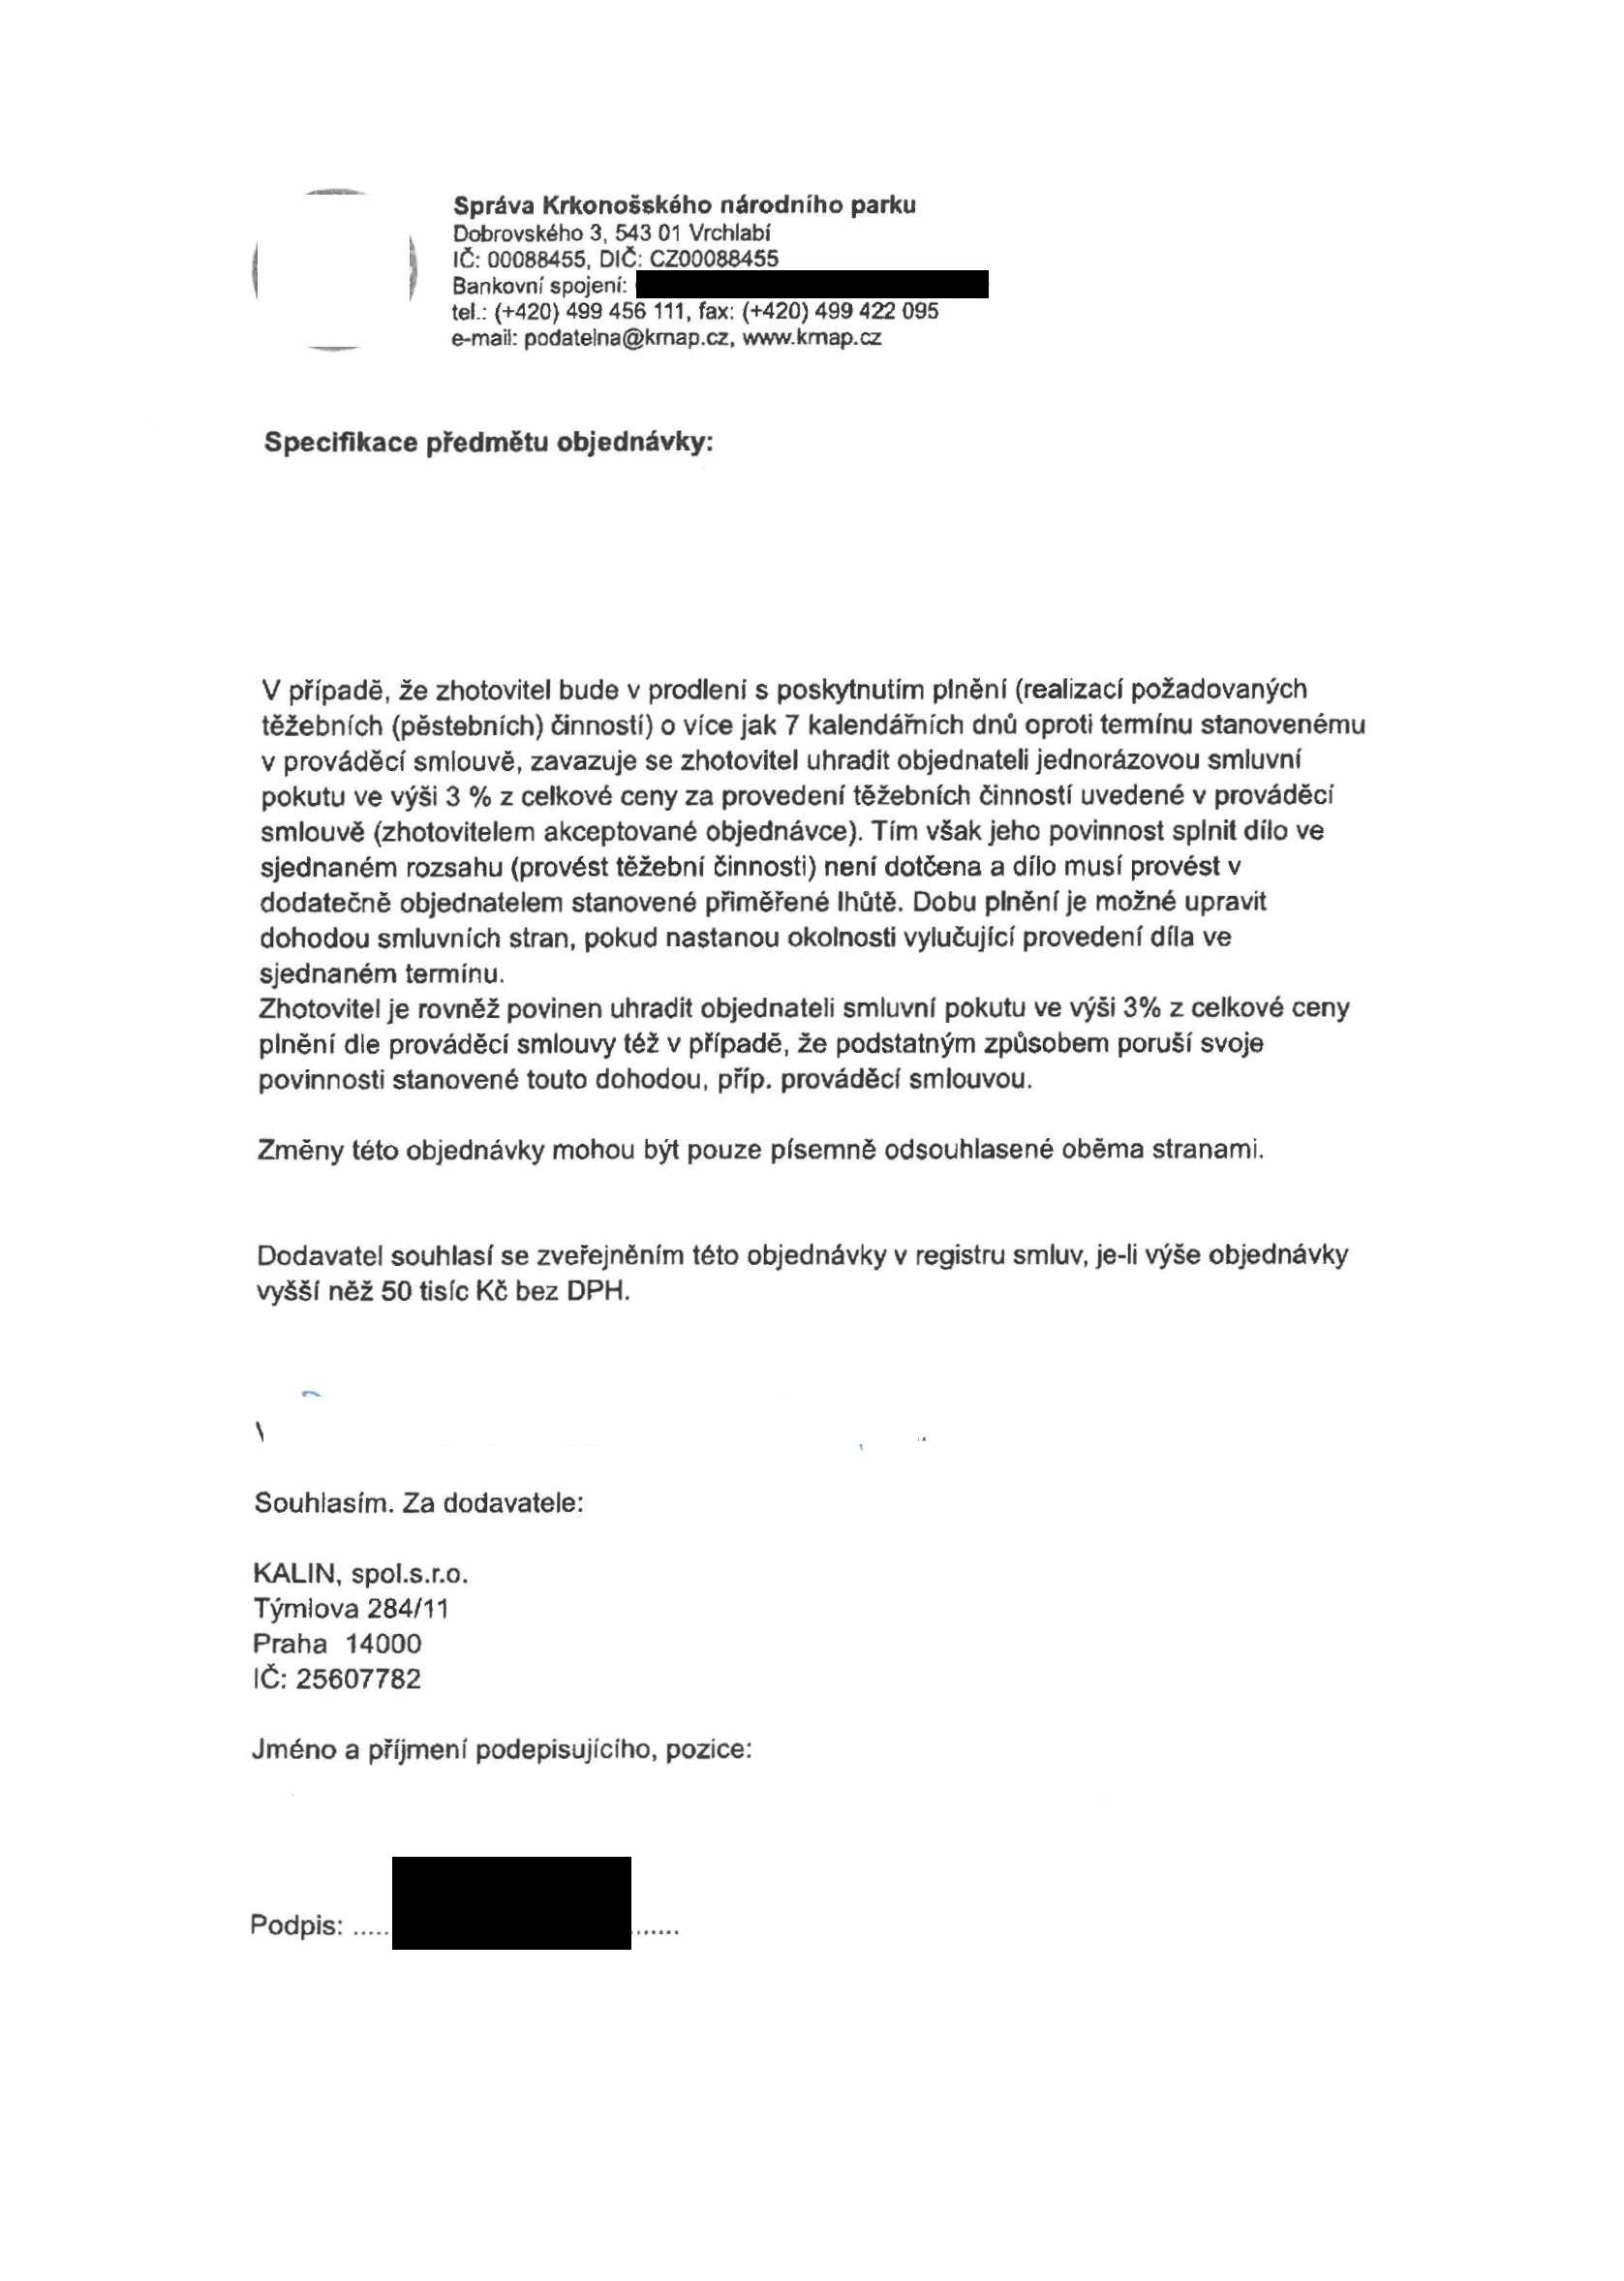 Správa Krkonošského národního parku
Dobrovského 3, 543 01 Vrchlabí
IČ: 00088455, DIČ: CZ00088455
Bankovní spojení:
tel.: (+420) 499 456 111, fax: (+420) 499 422 095
e-mail: podatelna@krnap.cz, www.krnap.cz
Specifikace předmětu objednávky:
V případě, že zhotovitel bude v prodlení s poskytnutím plnění (realizací požadovaných
těžebních (pěstebních) činností) o více jak 7 kalendářních dnů oproti termínu stanovenému
v prováděcí smlouvě, zavazuje se zhotovitel uhradit objednateli jednorázovou smluvní
pokutu ve výši 3 % z celkové ceny za provedení těžebních činností uvedené v prováděcí
smlouvě (zhotovitelem akceptované objednávce). Tím však jeho povinnost splnit dílo ve
sjednaném rozsahu (provést těžební činnosti) není dotčena a dílo musí provést v
dodatečně objednatelem stanovené přiměřené lhůtě. Dobu plnění je možné upravit
dohodou smluvních stran, pokud nastanou okolnosti vylučující provedení díla ve
sjednaném termínu.
Zhotovitel je rovněž povinen uhradit objednateli smluvní pokutu ve výši 3% z celkové ceny
plnění dle prováděcí smlouvy též v případě, že podstatným způsobem poruší svoje
povinnosti stanovené touto dohodou, příp. prováděcí smlouvou.
Změny této objednávky mohou být pouze písemně odsouhlasené oběma stranami.
Dodavatel souhlasí se zveřejněním této objednávky v registru smluv, je-li výše objednávky
vyšší něž 50 tisíc Kč bez DPH.
Souhlasím. Za dodavatele:
KALIN, spol.s.r.o.
Týmlova 284/11
Praha 14000
IČ: 25607782
Jméno a příjmení podepisujícího, pozice:
Podpis: ..... ......